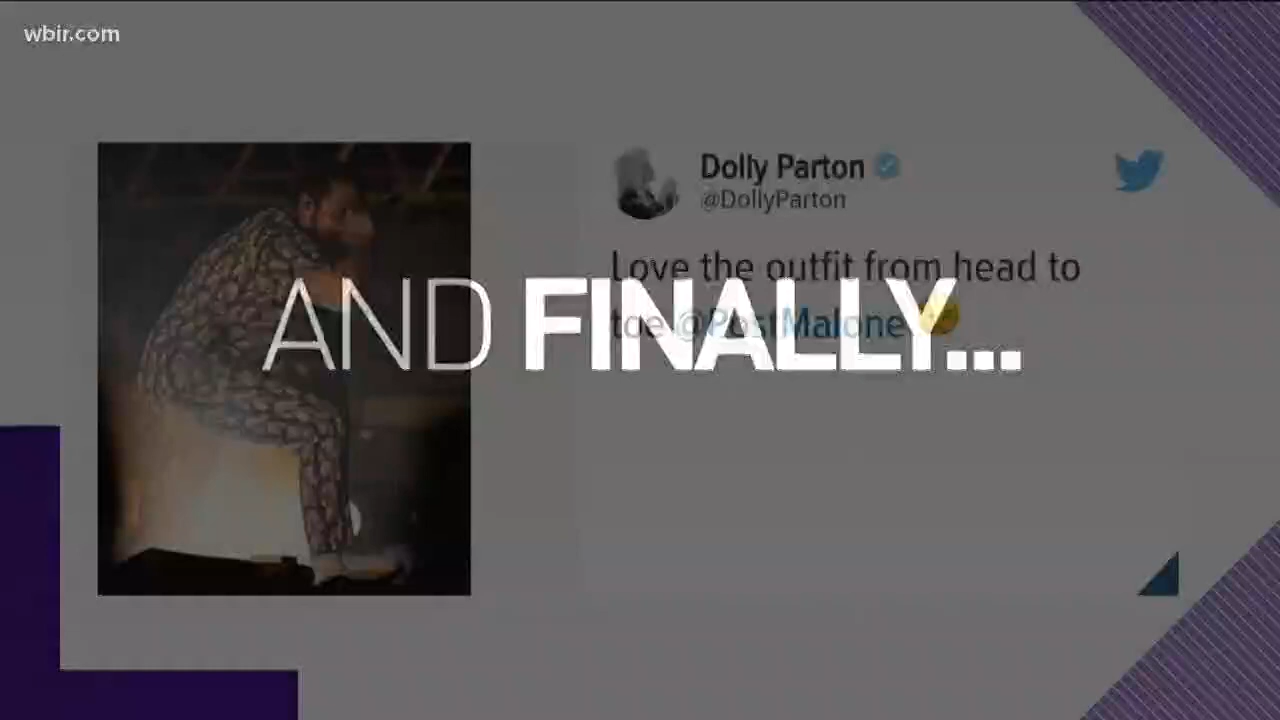 wbir.com
Dolly Parton
@DollyParton
Love the outfit from head to
toe @PostMalone
AND FINALLY...